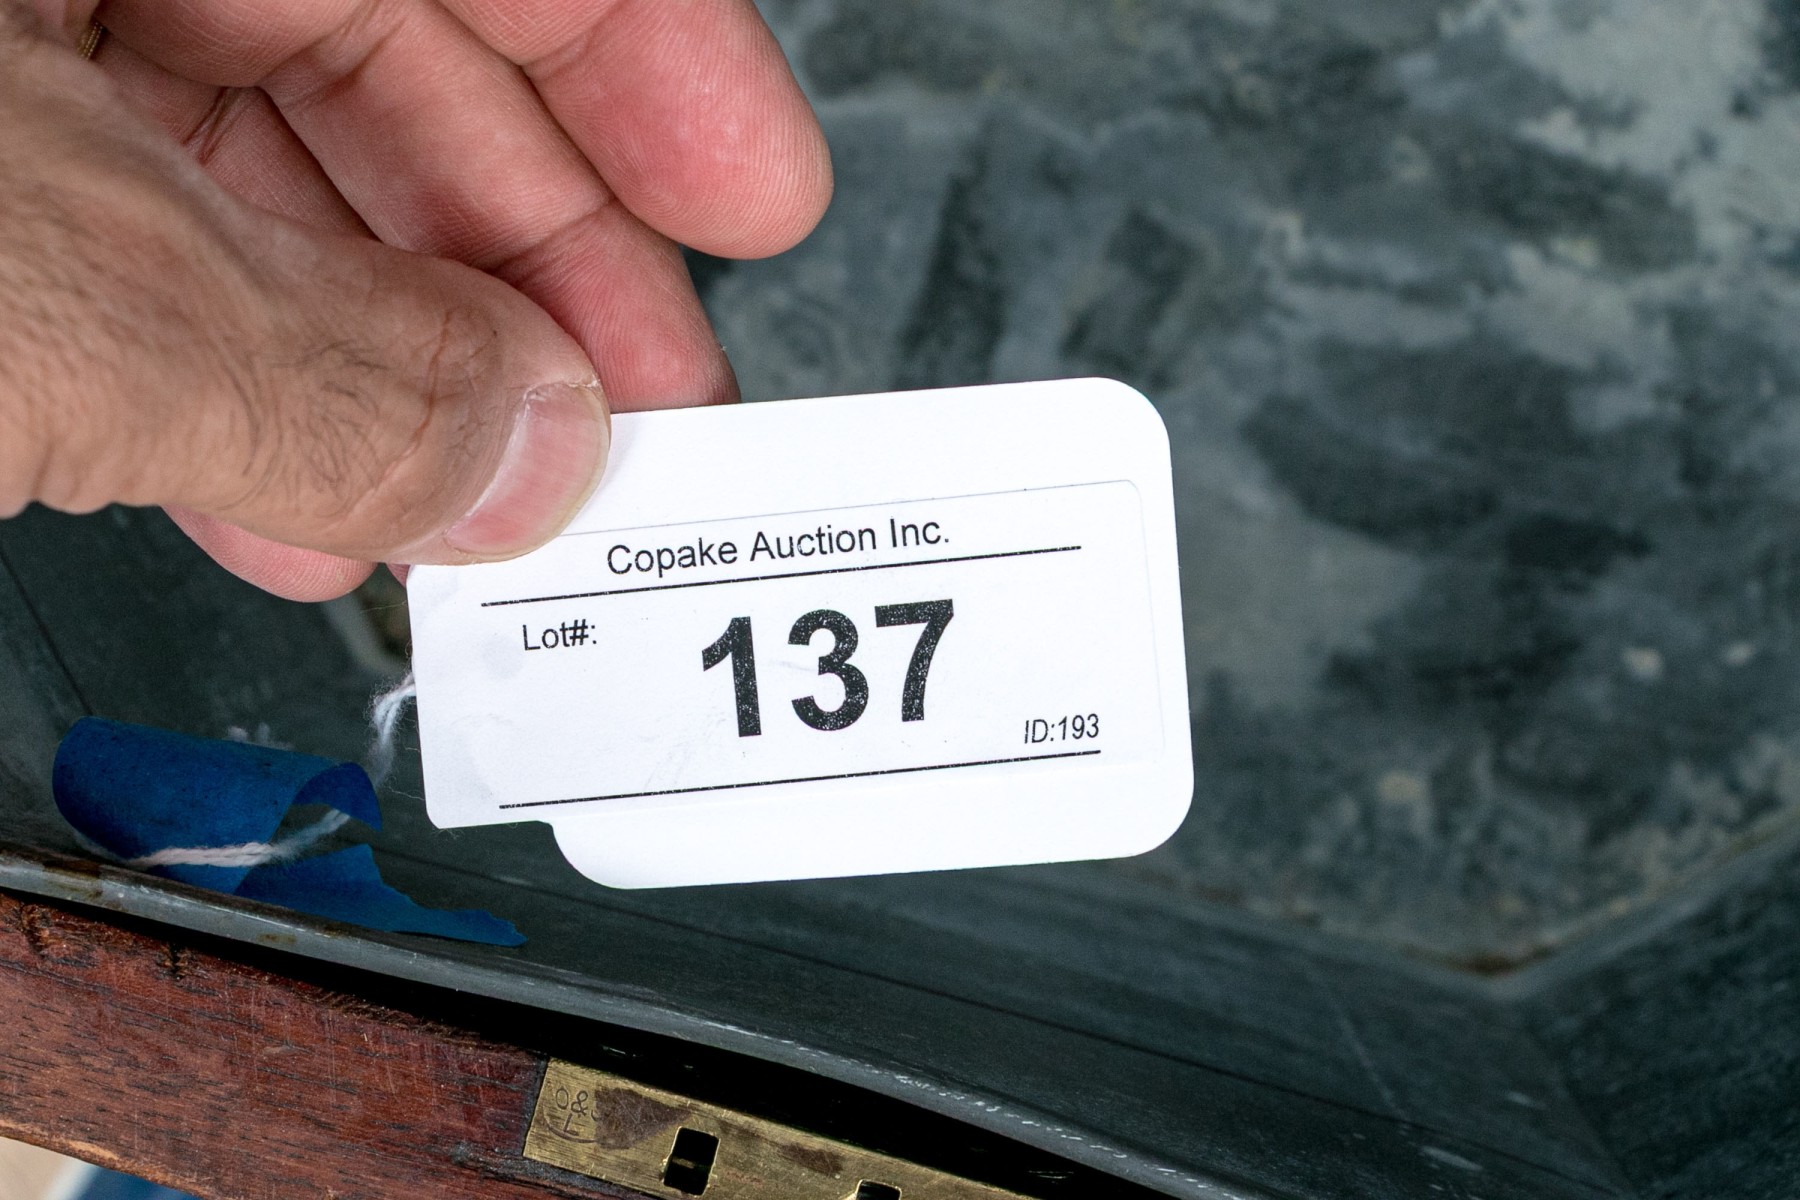 Copake Auction Inc.
Lot#:
137
ID:193